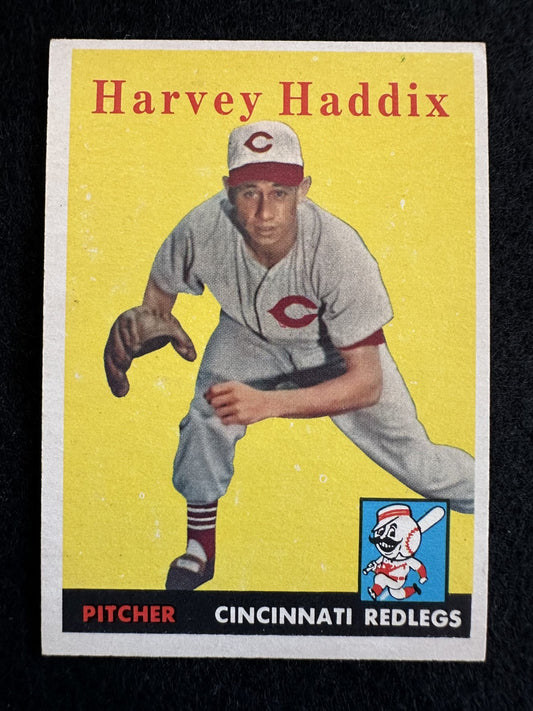 Harvey Haddix
C
C
PITCHER CINCINNATI REDLEGS